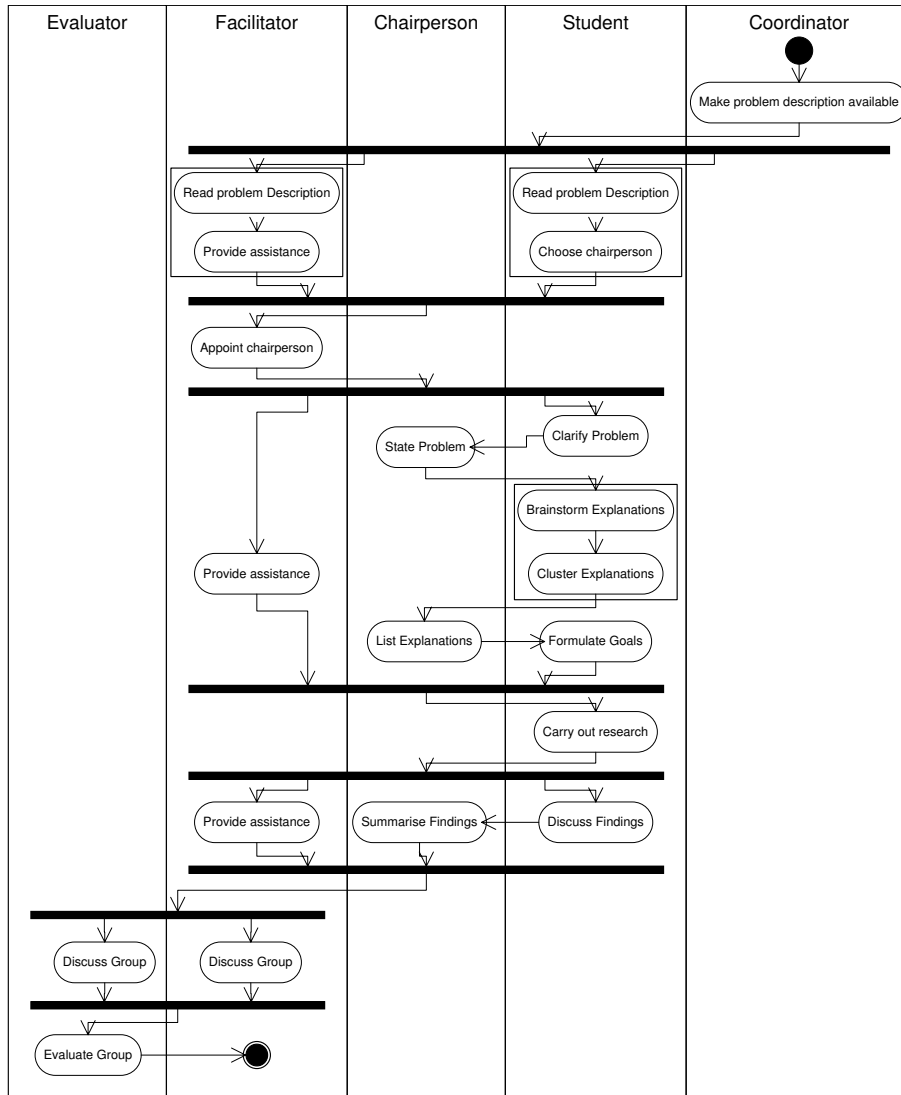 Evaluator
Facilitator
Chairperson
Student
Coordinator
Make problem description available
Read problem Description
Read problem Description
Provide assistance
Choose chairperson
Appoint chairperson
Clarify Problem
State Problem
Brainstorm Explanations
Provide assistance
Cluster Explanations
List Explanations
Formulate Goals
Carry out research
Provide assistance
Summarise Findings
Discuss Findings
Discuss Group
Discuss Group
Evaluate Group